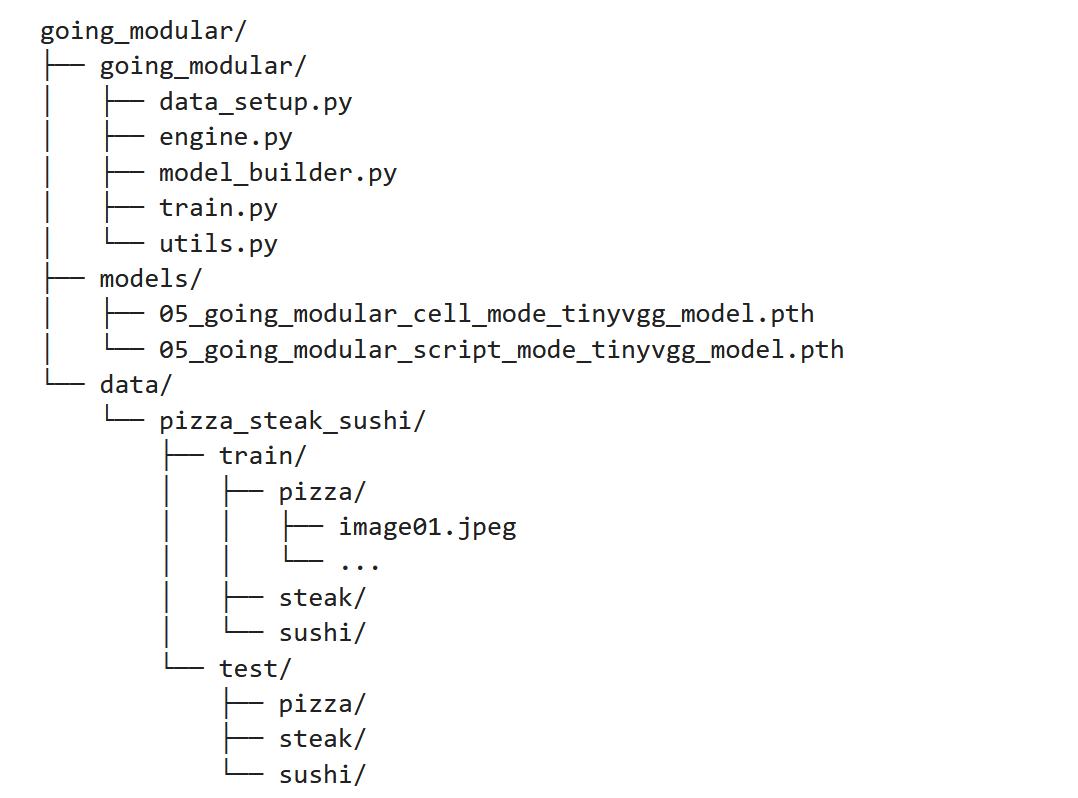 going_modular/
├── going_modular/
│   ├── data_setup.py
│   ├── engine.py
│   ├── model_builder.py
│   ├── train.py
│   └── utils.py
├── models/
│   ├── 05_going_modular_cell_mode_tinyvgg_model.pth
│   └── 05_going_modular_script_mode_tinyvgg_model.pth
└── data/
    └── pizza_steak_sushi/
        ├── train/
        │   ├── pizza/
        │   │   ├── image01.jpeg
        │   │   └── ...
        │   ├── steak/
        │   └── sushi/
        └── test/
            ├── pizza/
            ├── steak/
            └── sushi/